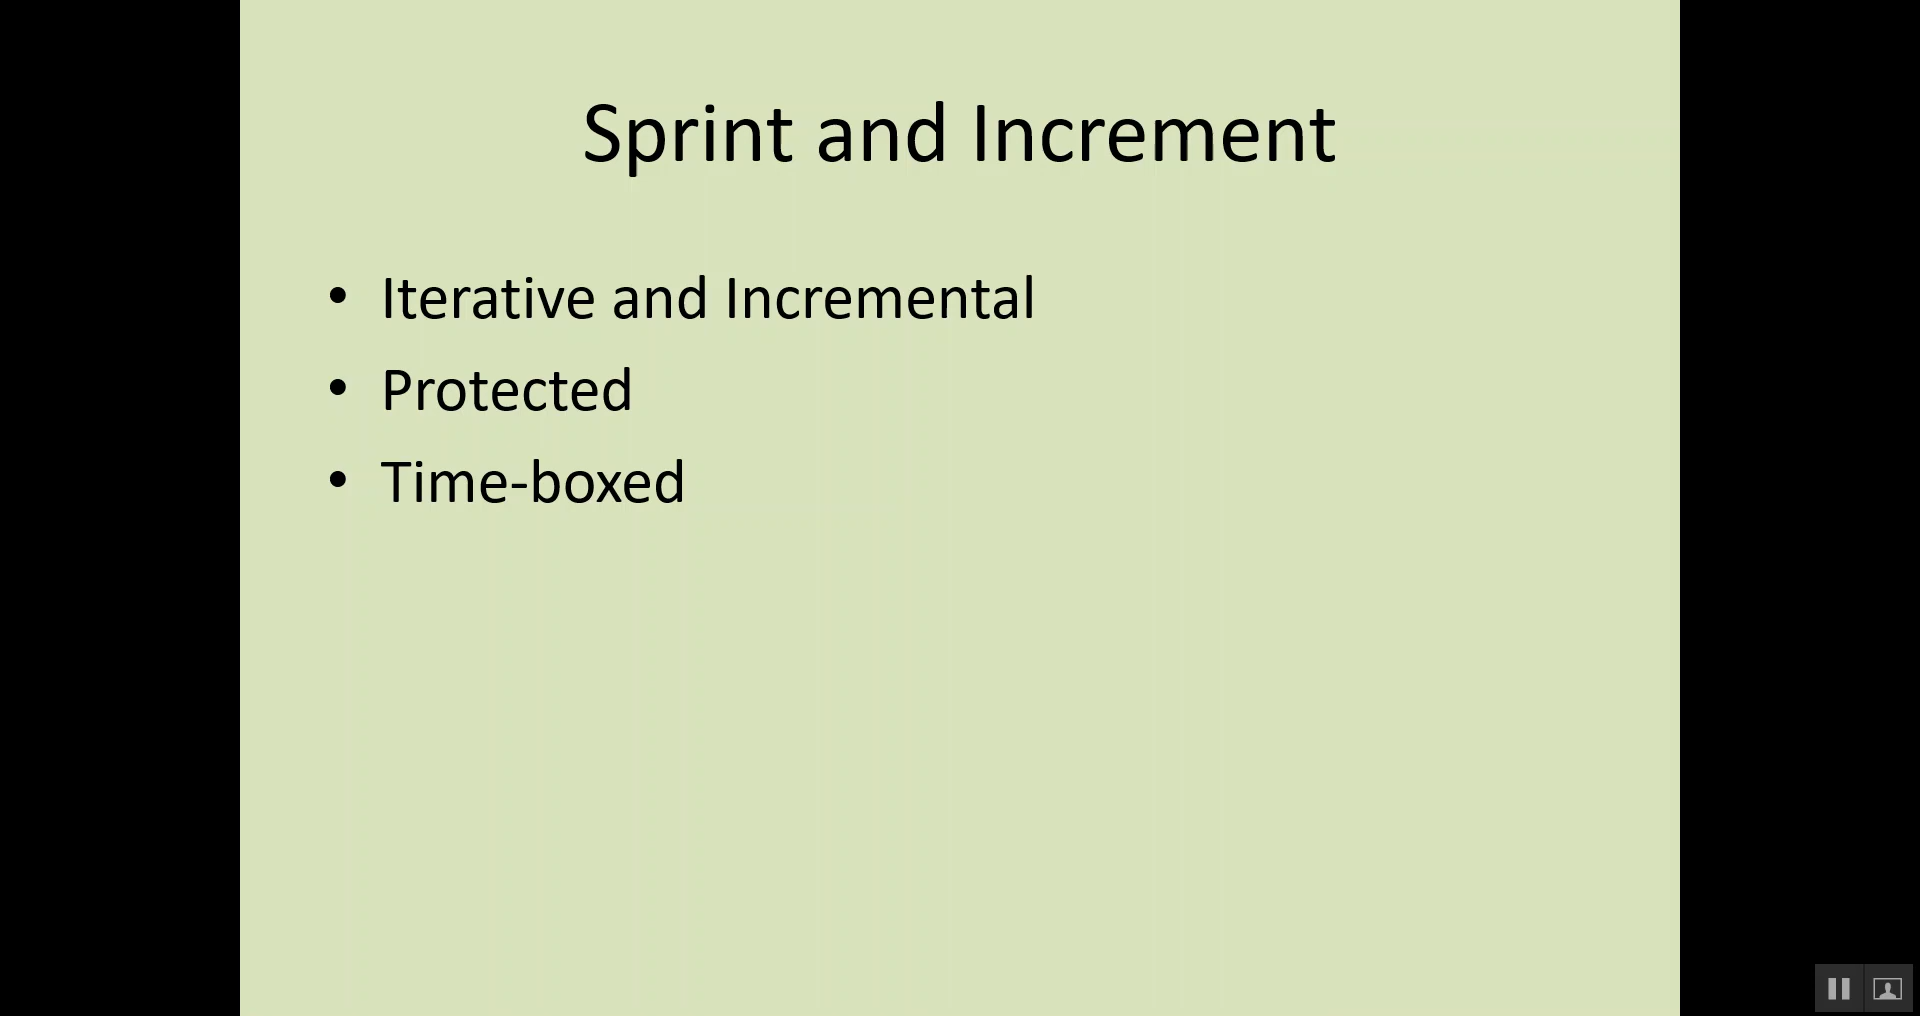 Sprint and Increment
• Iterative and Incremental
• Protected
• Time-boxed